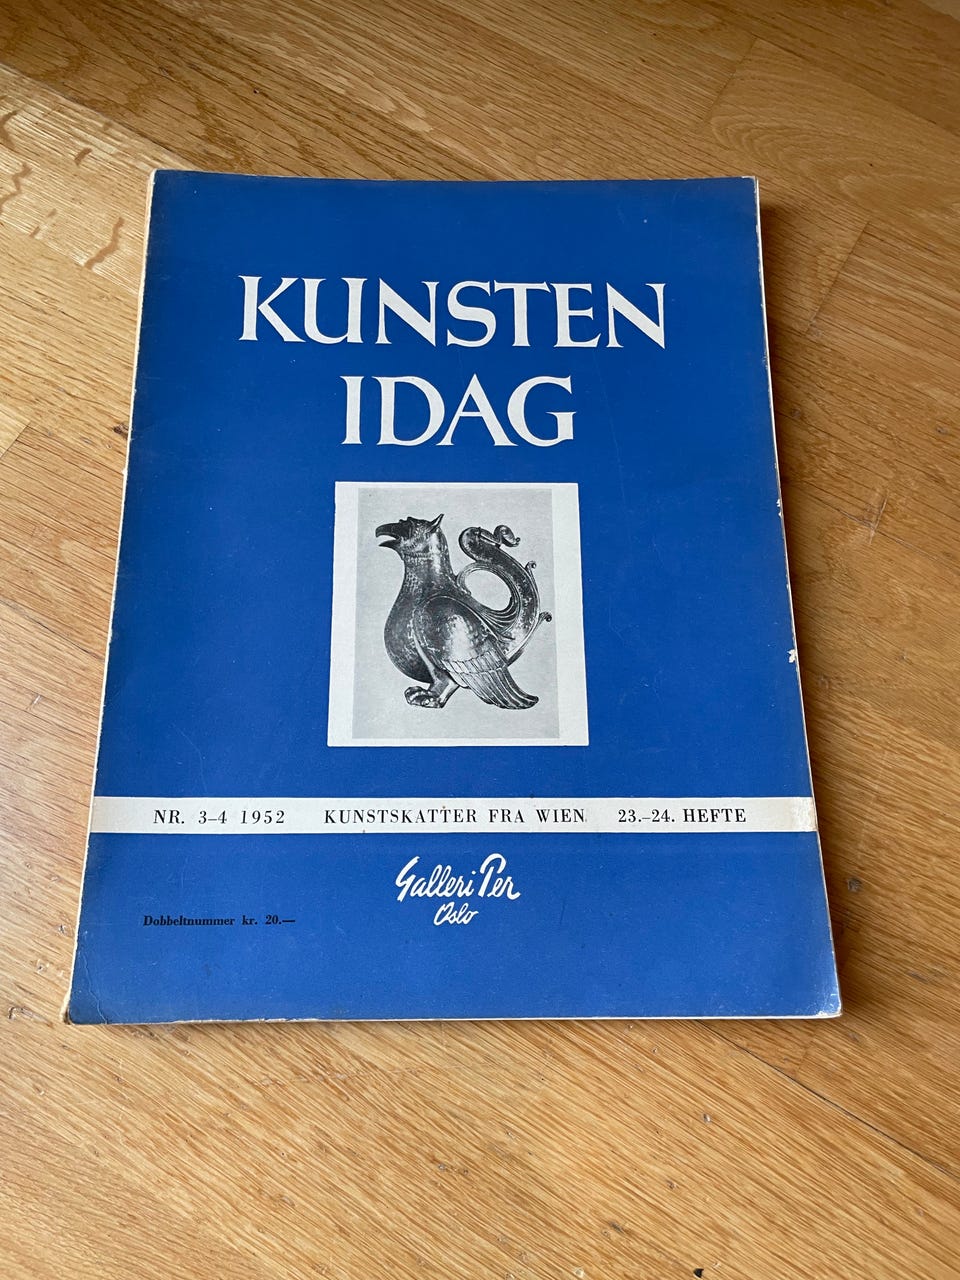 KUNSTEN
IDAG
NR. 3–4 1952 KUNSTSKATTER FRA WIEN 23.–24. HEFTE
Galleri Per
Oslo
Dobbeltnummer kr. 20.—